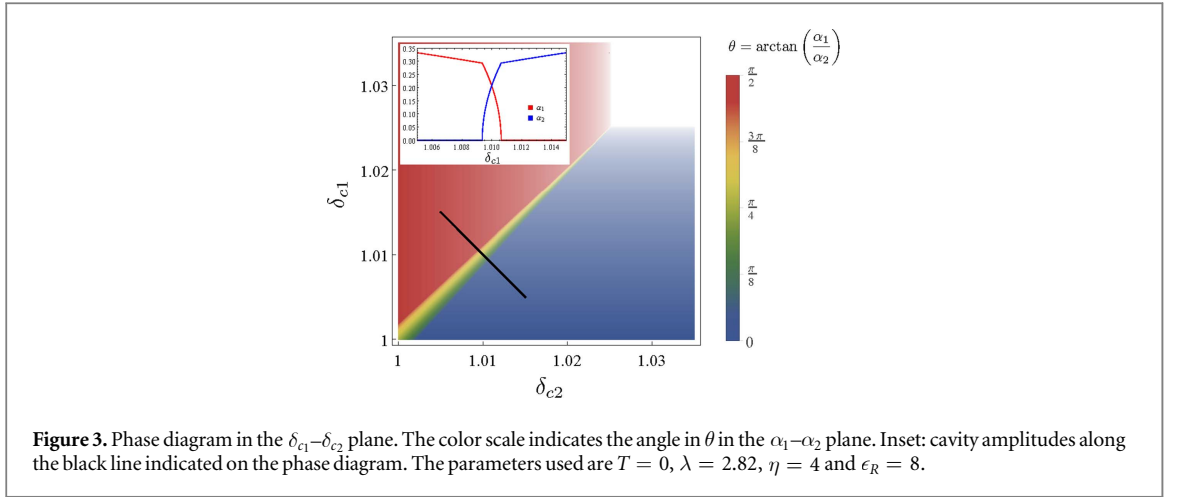 θ = arctan (α₁/α₂)
π/2
3π/8
π/4
π/8
0
0.35
0.30
0.25
0.20
0.15
0.10
0.05
0.00
α₁
α₂
1.006 1.008 1.010 1.012 1.014
δc1
1.03
1.02
1.01
1
δc1
1 1.01 1.02 1.03
δc2
Figure 3. Phase diagram in the δc₁–δc₂ plane. The color scale indicates the angle in θ in the α₁–α₂ plane. Inset: cavity amplitudes along
the black line indicated on the phase diagram. The parameters used are T = 0, λ = 2.82, η = 4 and ϵR = 8.